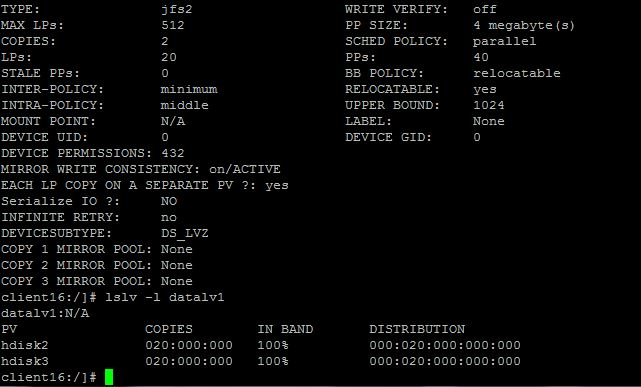 TYPE: jfs2 WRITE VERIFY: off
MAX LPs: 512 PP SIZE: 4 megabyte(s)
COPIES: 2 SCHED POLICY: parallel
LPs: 20 PPs: 40
STALE PPs: 0 BB POLICY: relocatable
INTER-POLICY: minimum RELOCATABLE: yes
INTRA-POLICY: middle UPPER BOUND: 1024
MOUNT POINT: N/A LABEL: None
DEVICE UID: 0 DEVICE GID: 0
DEVICE PERMISSIONS: 432
MIRROR WRITE CONSISTENCY: on/ACTIVE
EACH LP COPY ON A SEPARATE PV ?: yes
Serialize IO ?: NO
INFINITE RETRY: no
DEVICESUBTYPE: DS_LVZ
COPY 1 MIRROR POOL: None
COPY 2 MIRROR POOL: None
COPY 3 MIRROR POOL: None
client16:/]# lslv -l datalv1
datalv1:N/A
PV COPIES IN BAND DISTRIBUTION
hdisk2 020:000:000 100% 000:020:000:000:000
hdisk3 020:000:000 100% 000:020:000:000:000
client16:/]#